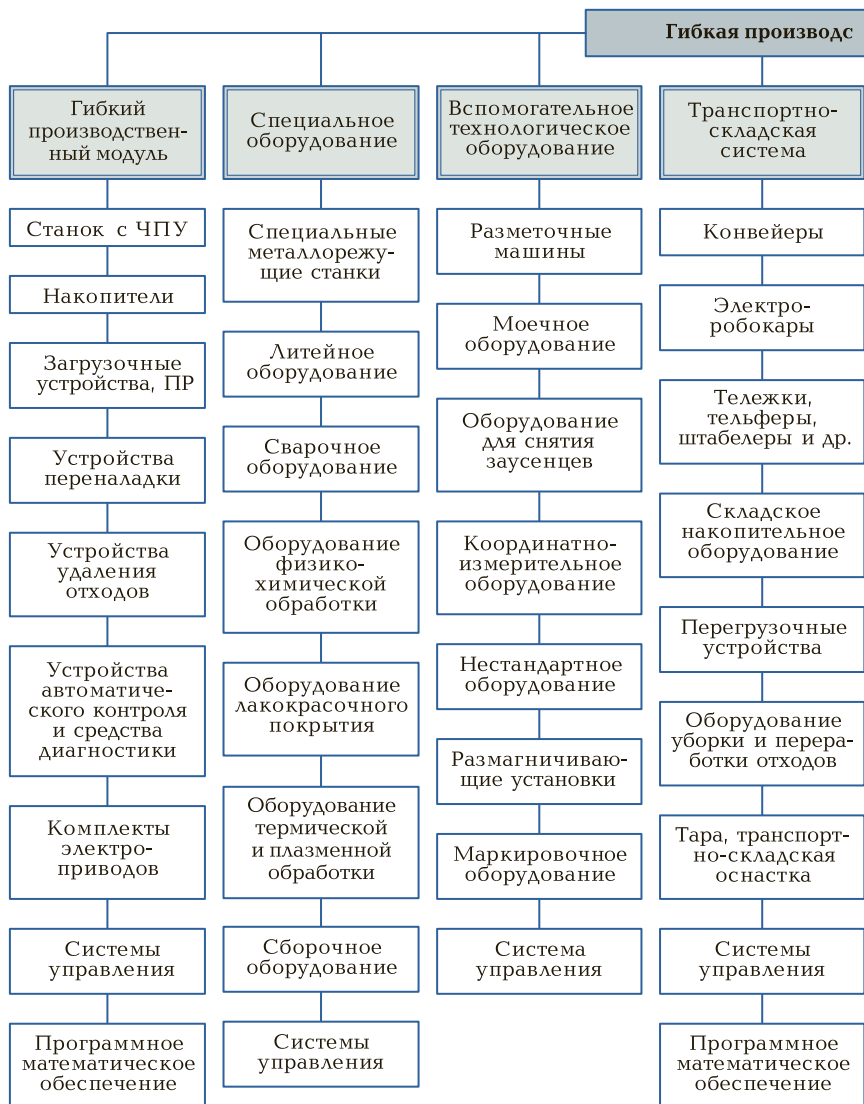 Гибкая производс
Гибкий
производствен-
ный модуль
Станок с ЧПУ
Накопители
Загрузочные
устройства, ПР
Устройства
переналадки
Устройства
удаления
отходов
Устройства
автоматиче-
ского контроля
и средства
диагностики
Комплекты
электро-
приводов
Системы
управления
Программное
математическое
обеспечение
Специальное
оборудование
Специальные
металлорежу-
щие станки
Литейное
оборудование
Сварочное
оборудование
Оборудование
физико-
химической
обработки
Оборудование
лакокрасочного
покрытия
Оборудование
термической
и плазменной
обработки
Сборочное
оборудование
Системы
управления
Вспомогательное
технологическое
оборудование
Разметочные
машины
Моечное
оборудование
Оборудование
для снятия
заусенцев
Координатно-
измерительное
оборудование
Нестандартное
оборудование
Размагничиваю-
щие установки
Маркировочное
оборудование
Система
управления
Транспортно-
складская
система
Конвейеры
Электро-
робокары
Тележки,
тельферы,
штабелеры и др.
Складское
накопительное
оборудование
Перегрузочные
устройства
Оборудование
уборки и перера-
ботки отходов
Тара, транспорт-
но-складская
оснастка
Системы
управления
Программное
математическое
обеспечение